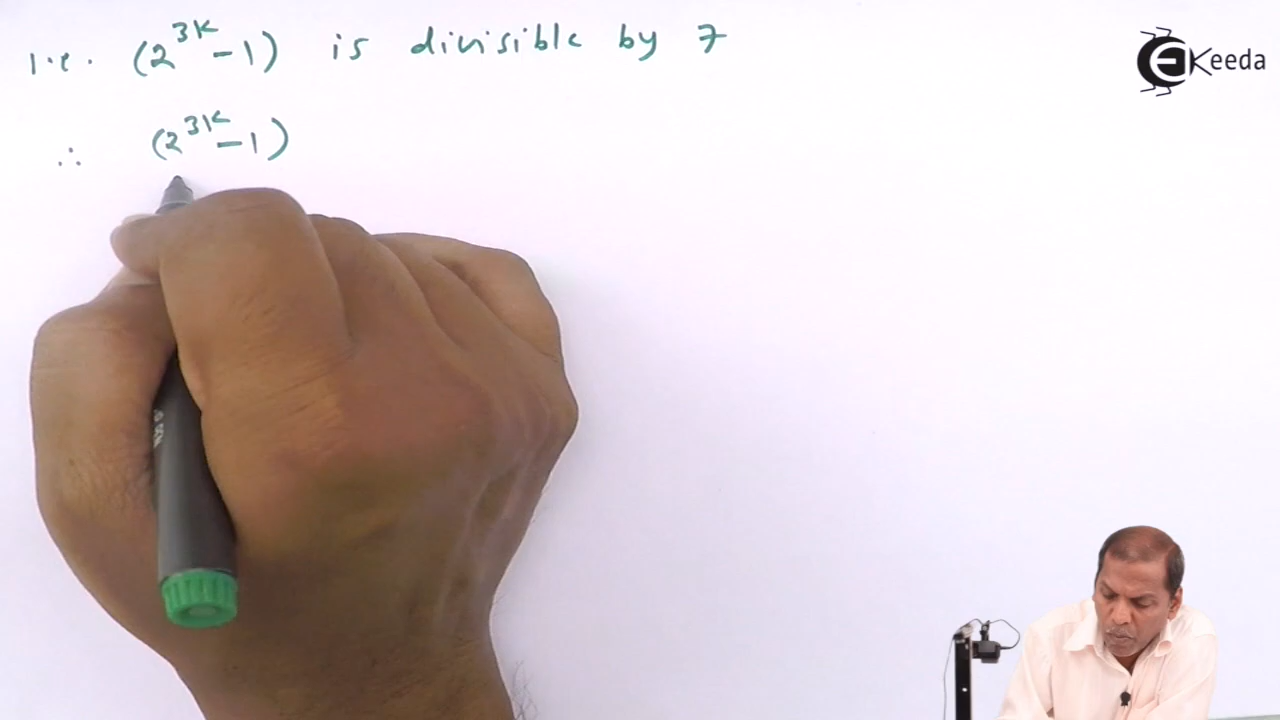 i.e. (2^3k - 1) is divisible by 7
EKeeda
∴ (2^3k - 1)